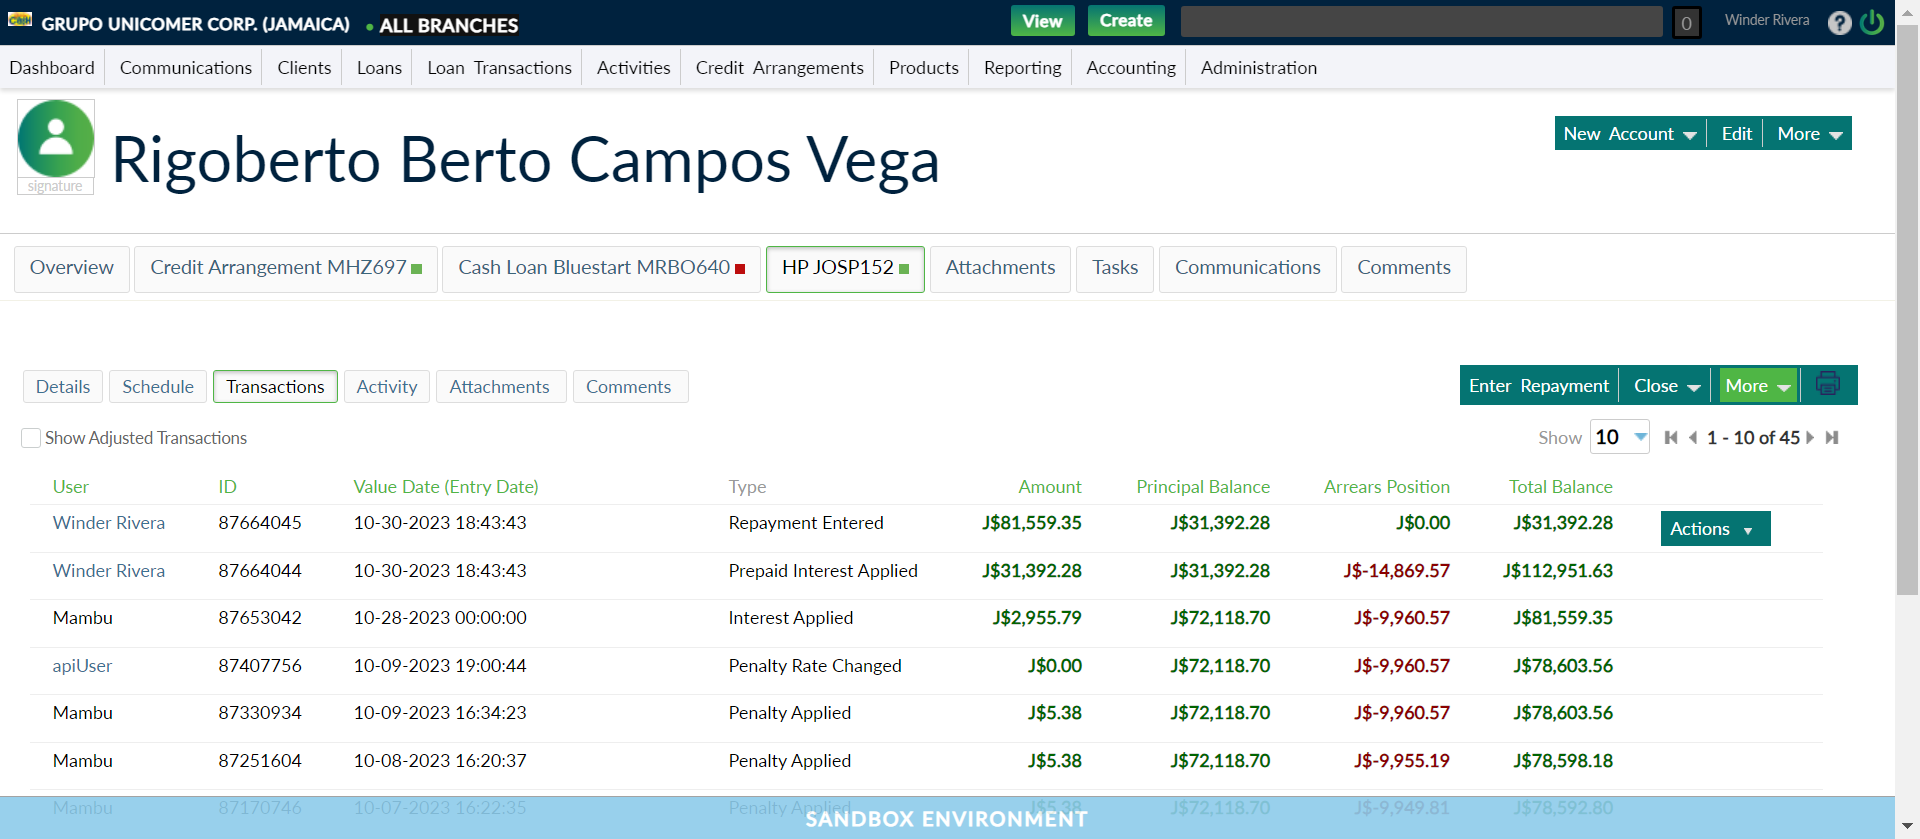 Cash GRUPO UNICOMER CORP. (JAMAICA) ALL BRANCHES View Create 0 Winder Rivera ?
Dashboard Communications Clients Loans Loan Transactions Activities Credit Arrangements Products Reporting Accounting Administration
Rigoberto Berto Campos Vega
signature
New Account Edit More
Overview Credit Arrangement MHZ697 Cash Loan Bluestart MRBO640 HP JOSP152 Attachments Tasks Communications Comments
Details Schedule Transactions Activity Attachments Comments Enter Repayment Close More
Show Adjusted Transactions Show 10 1 - 10 of 45
User ID Value Date (Entry Date) Type Amount Principal Balance Arrears Position Total Balance
Winder Rivera 87664045 10-30-2023 18:43:43 Repayment Entered J$81,559.35 J$31,392.28 J$0.00 J$31,392.28 Actions
Winder Rivera 87664044 10-30-2023 18:43:43 Prepaid Interest Applied J$31,392.28 J$31,392.28 J$-14,869.57 J$112,951.63
Mambu 87653042 10-28-2023 00:00:00 Interest Applied J$2,955.79 J$72,118.70 J$-9,960.57 J$81,559.35
apiUser 87407756 10-09-2023 19:00:44 Penalty Rate Changed J$0.00 J$72,118.70 J$-9,960.57 J$78,603.56
Mambu 87330934 10-09-2023 16:34:23 Penalty Applied J$5.38 J$72,118.70 J$-9,960.57 J$78,603.56
Mambu 87251604 10-08-2023 16:20:37 Penalty Applied J$5.38 J$72,118.70 J$-9,955.19 J$78,598.18
Mambu 87170746 10-07-2023 16:22:35 Penalty Applied J$5.38 J$72,118.70 J$-9,949.81 J$78,592.80
SANDBOX ENVIRONMENT